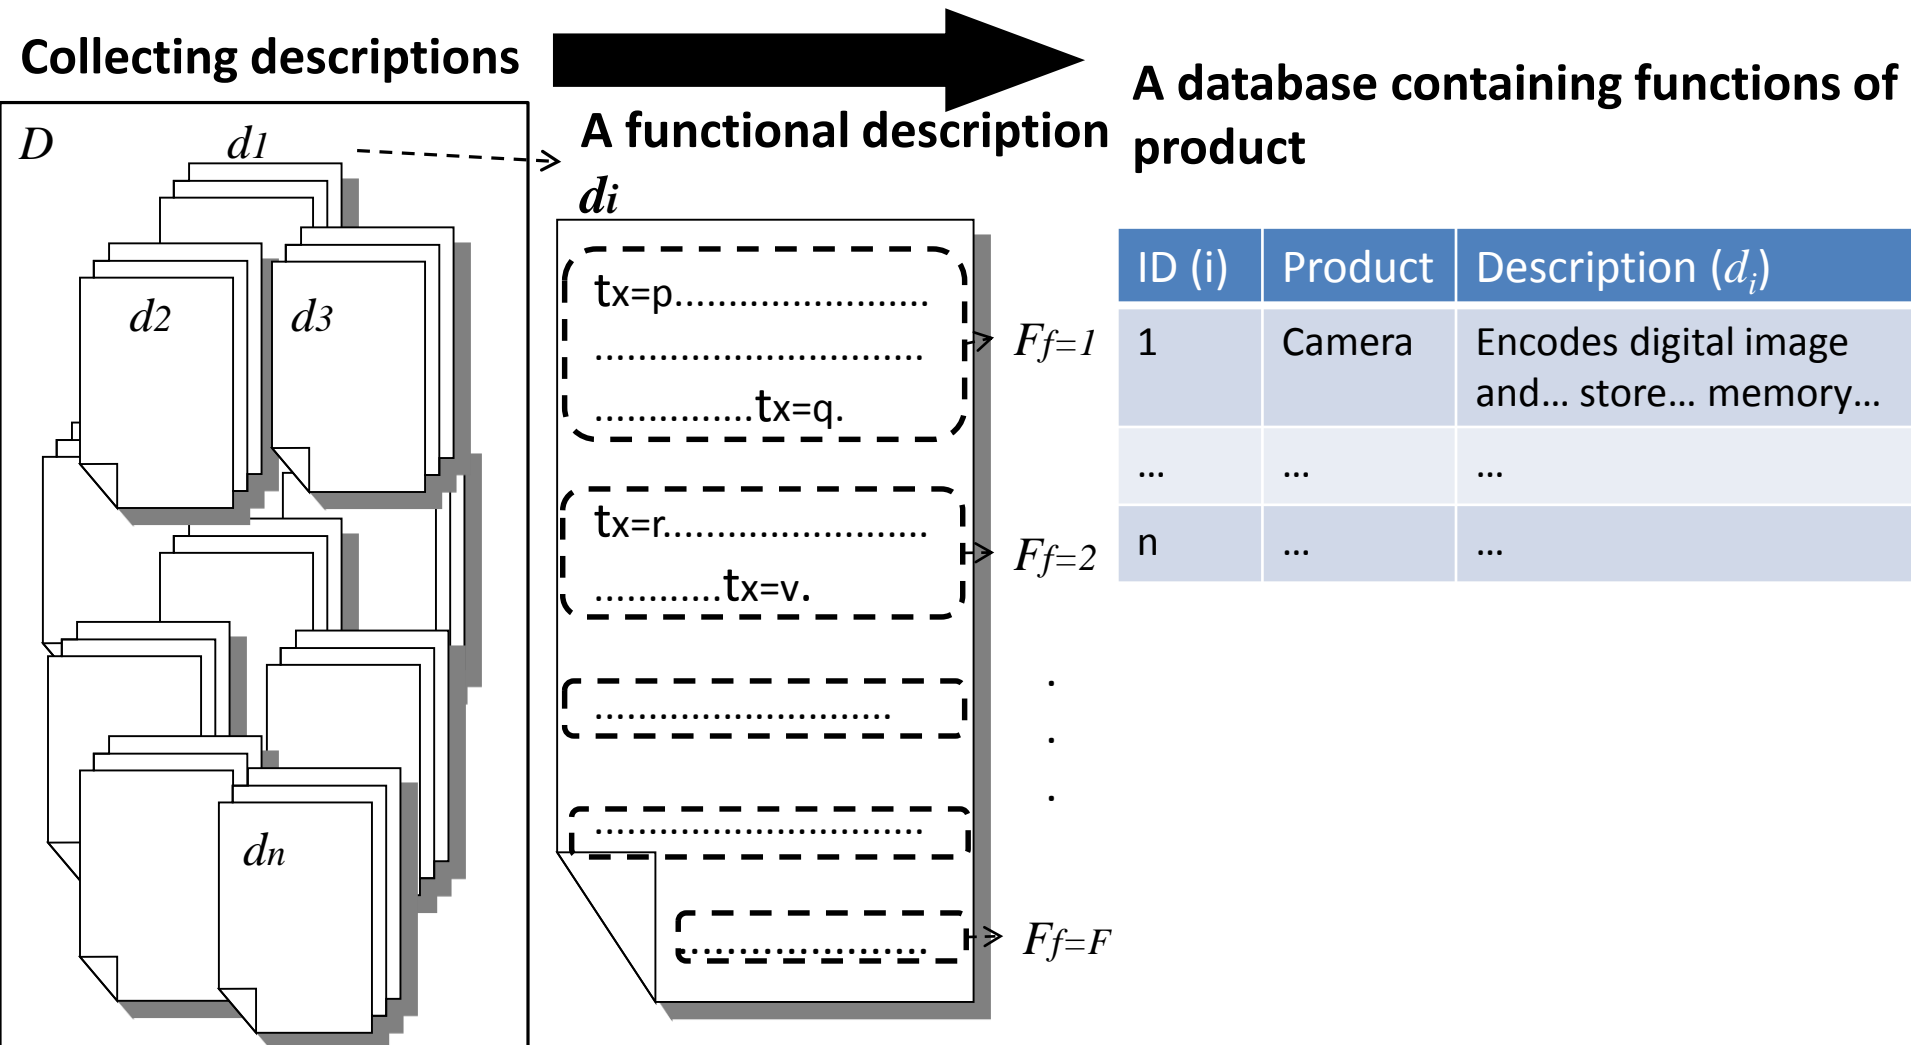 Collecting descriptions
D
d1
d2
d3
dn
A functional description
di
tx=p........................
...............................
...............tx=q.
tx=r.........................
............tx=v.
............................
...............................
........................
Ff=1
Ff=2
.
.
.
Ff=F
A database containing functions of
product
ID (i) Product Description (di)
1 Camera Encodes digital image
and... store... memory...
... ... ...
n ... ...